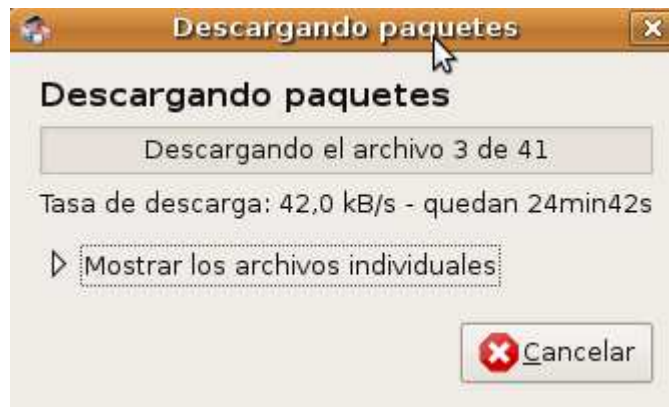 Descargando paquetes
Descargando paquetes
Descargando el archivo 3 de 41
Tasa de descarga: 42,0 kB/s - quedan 24min42s
Mostrar los archivos individuales
Cancelar